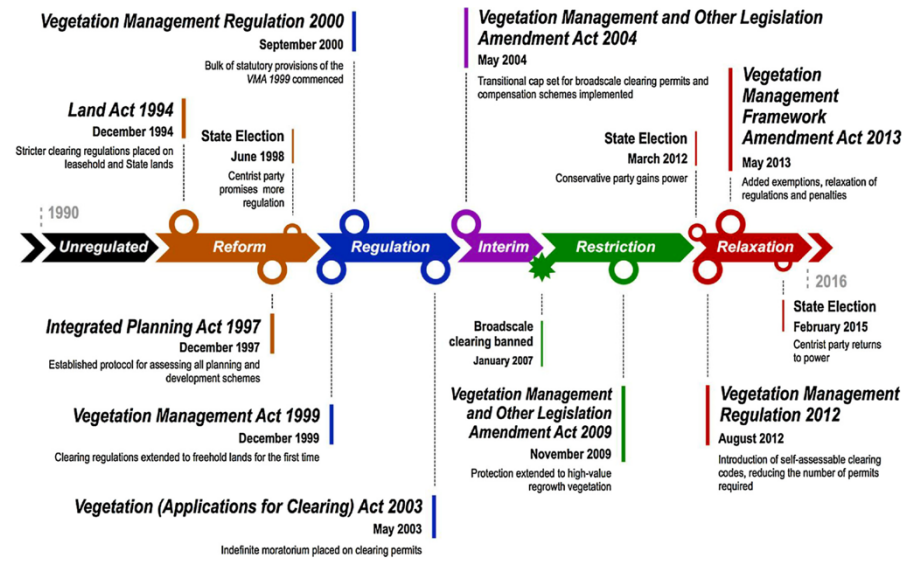 Vegetation Management Regulation 2000
September 2000
Bulk of statutory provisions of the
VMA 1999 commenced
Vegetation Management and Other Legislation
Amendment Act 2004
May 2004
Transitional cap set for broadscale clearing permits and
compensation schemes implemented
Land Act 1994
December 1994
Stricter clearing regulations placed on
leasehold and State lands
State Election
June 1998
Centrist party
promises more
regulation
State Election
March 2012
Conservative party gains power
Vegetation
Management
Framework
Amendment Act 2013
May 2013
Added exemptions, relaxation of
regulations and penalties
1990
Unregulated
Reform
Regulation
Interim
Restriction
Relaxation
2016
Integrated Planning Act 1997
December 1997
Established protocol for assessing all planning and
development schemes
Broadscale
clearing banned
January 2007
State Election
February 2015
Centrist party returns
to power
Vegetation Management Act 1999
December 1999
Clearing regulations extended to freehold lands for the first time
Vegetation Management
and Other Legislation
Amendment Act 2009
November 2009
Protection extended to high-value
regrowth vegetation
Vegetation Management
Regulation 2012
August 2012
Introduction of self-assessable clearing
codes, reducing the number of permits
required
Vegetation (Applications for Clearing) Act 2003
May 2003
Indefinite moratorium placed on clearing permits